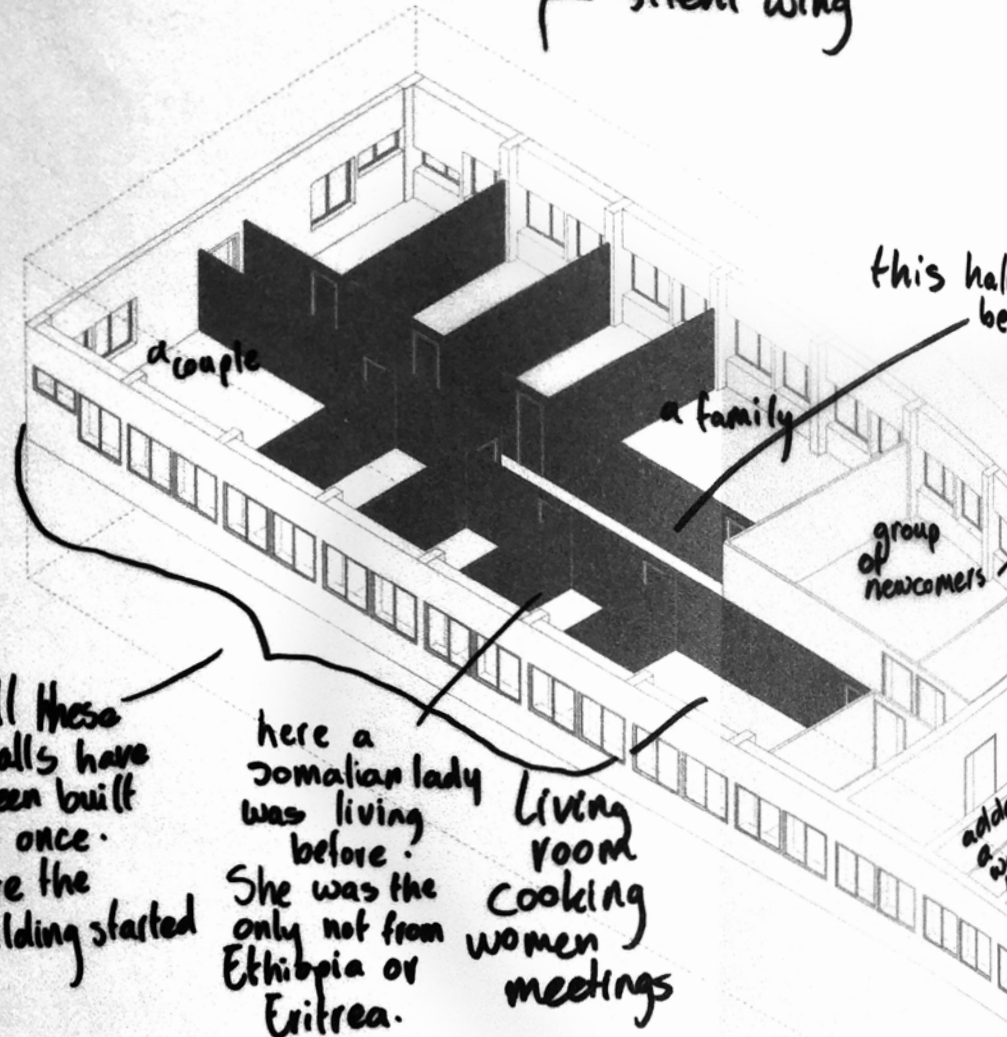 silent wing
a couple
this hal
be
a family
group
of
newcomers
ll these
alls have
een built
once.
e the
lding started
here a
somalian lady
was living
before.
She was the
only not from
Ethiopia or
Eritrea.
Living
room
cooking
women
meetings